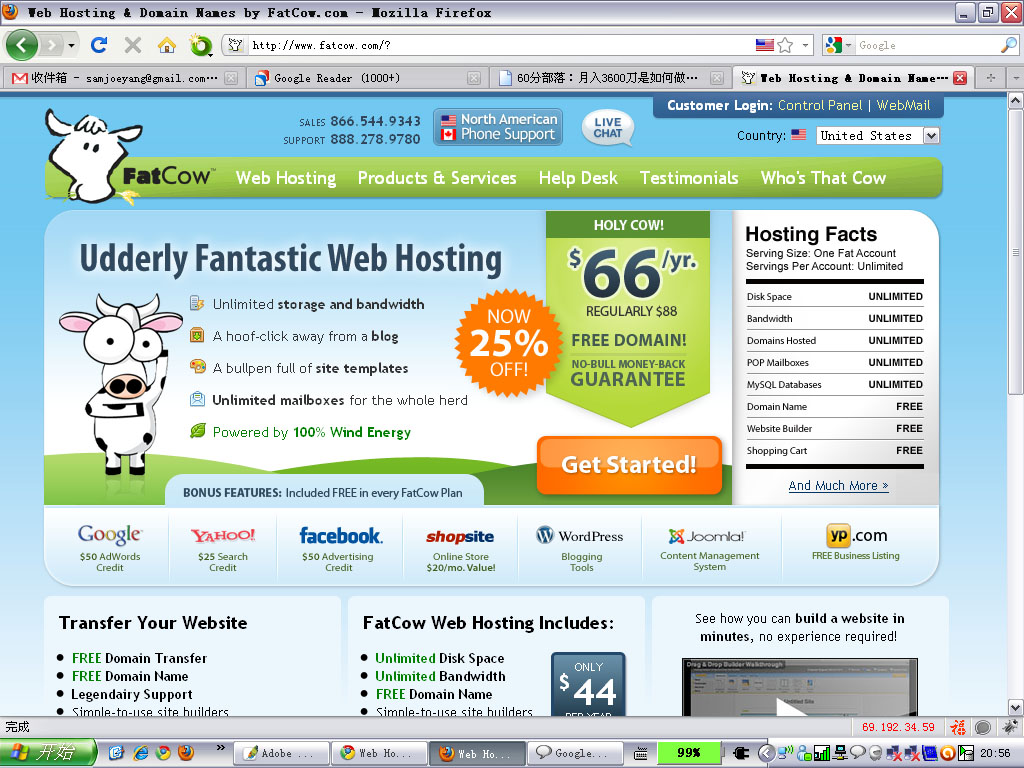 Web Hosting & Domain Names by FatCow.com - Mozilla Firefox
http://www.fatcow.com/?
Google
收件箱 - samjoeyang@gmail.com…
Google Reader (1000+)
60分部落：月入3600刀是如何做…
Web Hosting & Domain Name…
Customer Login: Control Panel | WebMail
SALES 866.544.9343
SUPPORT 888.278.9780
North American
Phone Support
LIVE
CHAT
Country:
United States
FatCow™
Web Hosting
Products & Services
Help Desk
Testimonials
Who's That Cow
Udderly Fantastic Web Hosting
Unlimited storage and bandwidth
A hoof-click away from a blog
A bullpen full of site templates
Unlimited mailboxes for the whole herd
Powered by 100% Wind Energy
NOW
25%
OFF!
HOLY COW!
$66/yr.
REGULARLY $88
FREE DOMAIN!
NO-BULL MONEY-BACK
GUARANTEE
Get Started!
Hosting Facts
Serving Size: One Fat Account
Servings Per Account: Unlimited
Disk Space UNLIMITED
Bandwidth UNLIMITED
Domains Hosted UNLIMITED
POP Mailboxes UNLIMITED
MySQL Databases UNLIMITED
Domain Name FREE
Website Builder FREE
Shopping Cart FREE
And Much More »
BONUS FEATURES: Included FREE in every FatCow Plan
Google
$50 AdWords
Credit
YAHOO!
$25 Search
Credit
facebook.
$50 Advertising
Credit
shopsite
Online Store
$20/mo. Value!
WordPress
Blogging
Tools
Joomla!
Content Management
System
yp.com
FREE Business Listing
Transfer Your Website
FREE Domain Transfer
FREE Domain Name
Legendairy Support
Simple-to-use site builders
FatCow Web Hosting Includes:
Unlimited Disk Space
Unlimited Bandwidth
FREE Domain Name
Simple-to-use site builders
ONLY
$44
PER YEAR
See how you can build a website in
minutes, no experience required!
Drag & Drop Builder Walkthrough
完成
69.192.34.59
福
开始
Adobe ...
Web Ho...
Web Ho...
Google...
99%
20:56